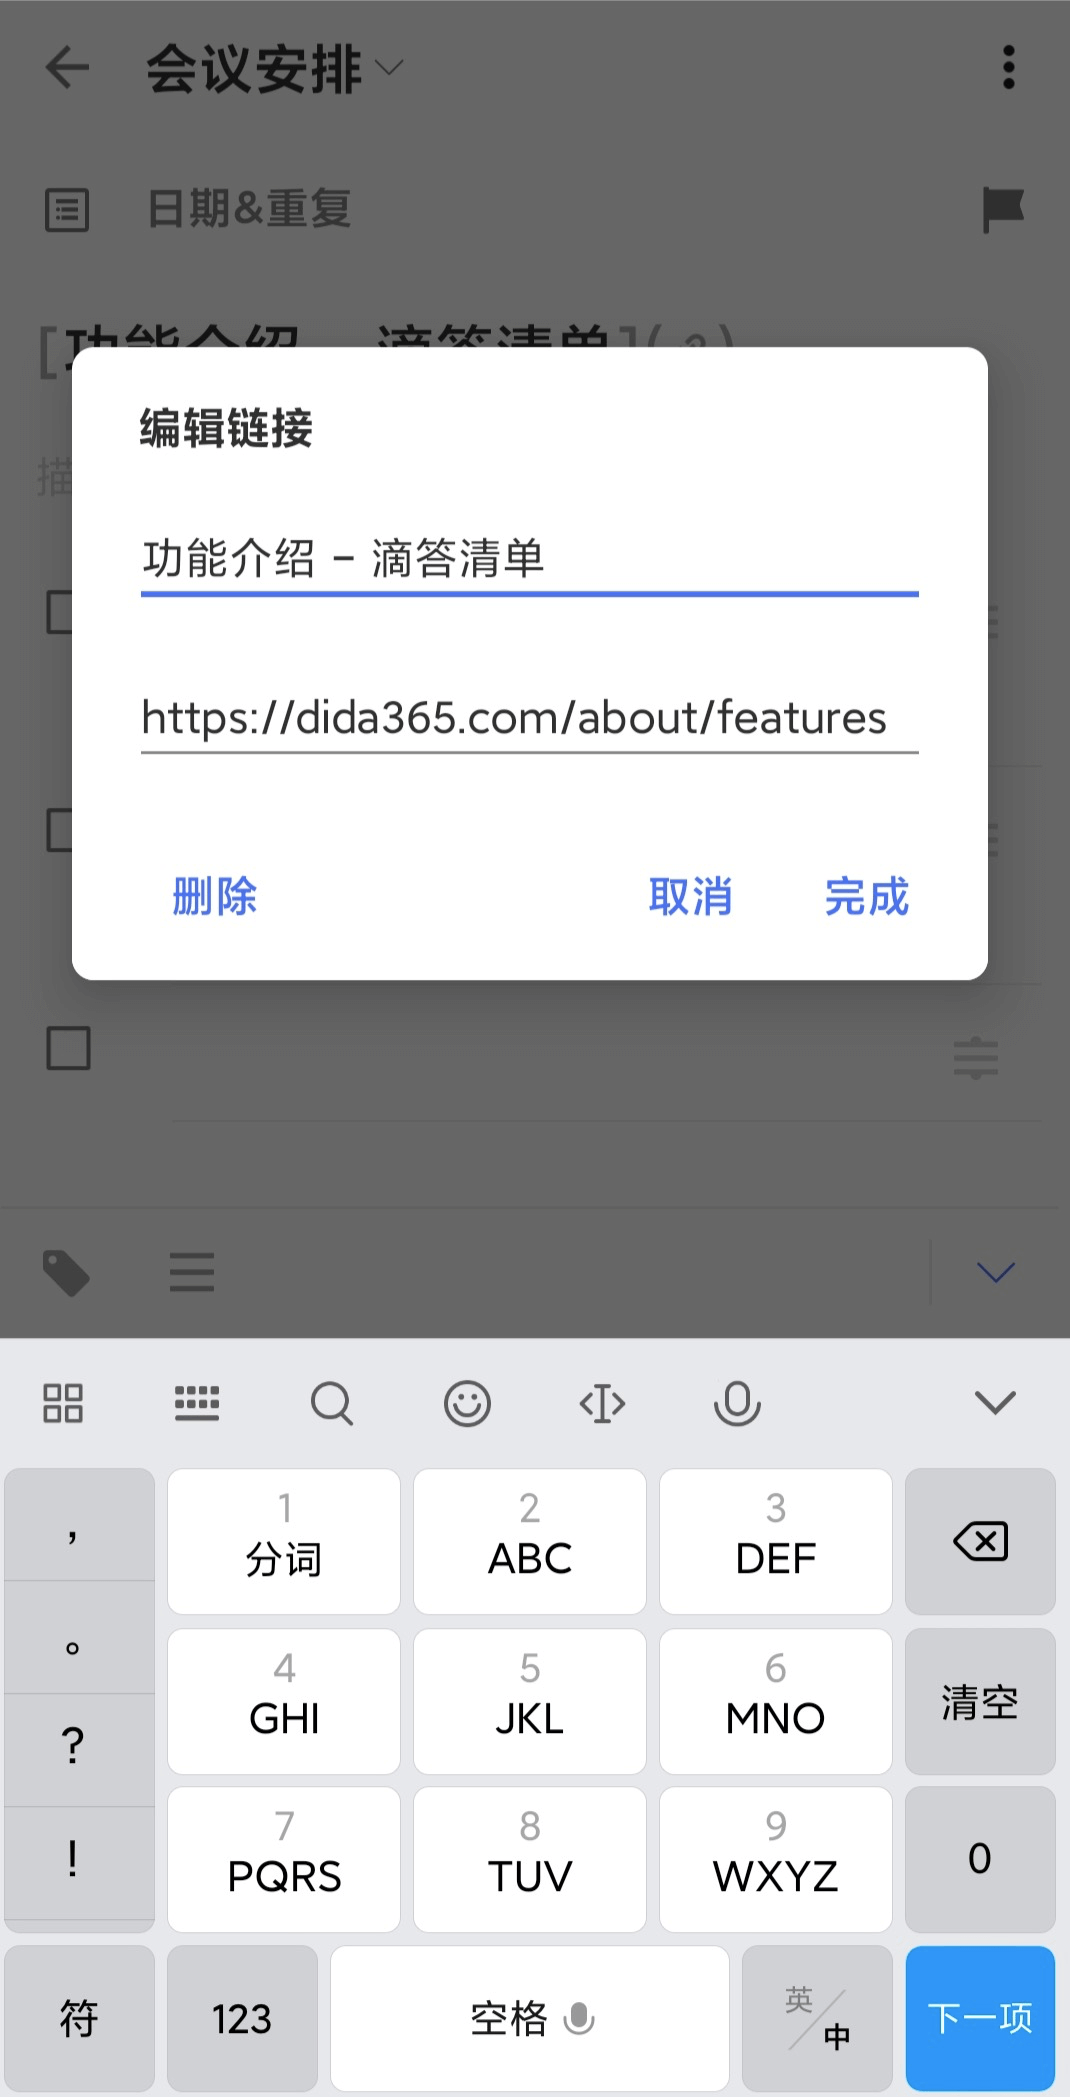 会议安排
日期&重复
[功能介绍 - 滴答清单](
编辑链接
描
功能介绍 – 滴答清单
https://dida365.com/about/features
删除 取消 完成
, 1 2 3
分词 ABC DEF
。 4 5 6
GHI JKL MNO 清空
? 7 8 9
! PQRS TUV WXYZ 0
符 123 空格 英/中 下一项